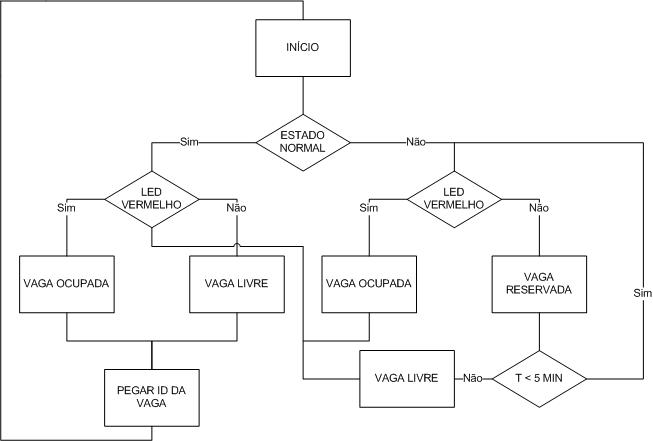 INÍCIO
ESTADO
NORMAL
Sim
Não
LED
VERMELHO
LED
VERMELHO
Sim
Não
Sim
Não
VAGA OCUPADA
VAGA LIVRE
VAGA OCUPADA
VAGA
RESERVADA
Sim
PEGAR ID DA
VAGA
VAGA LIVRE
Não
T < 5 MIN